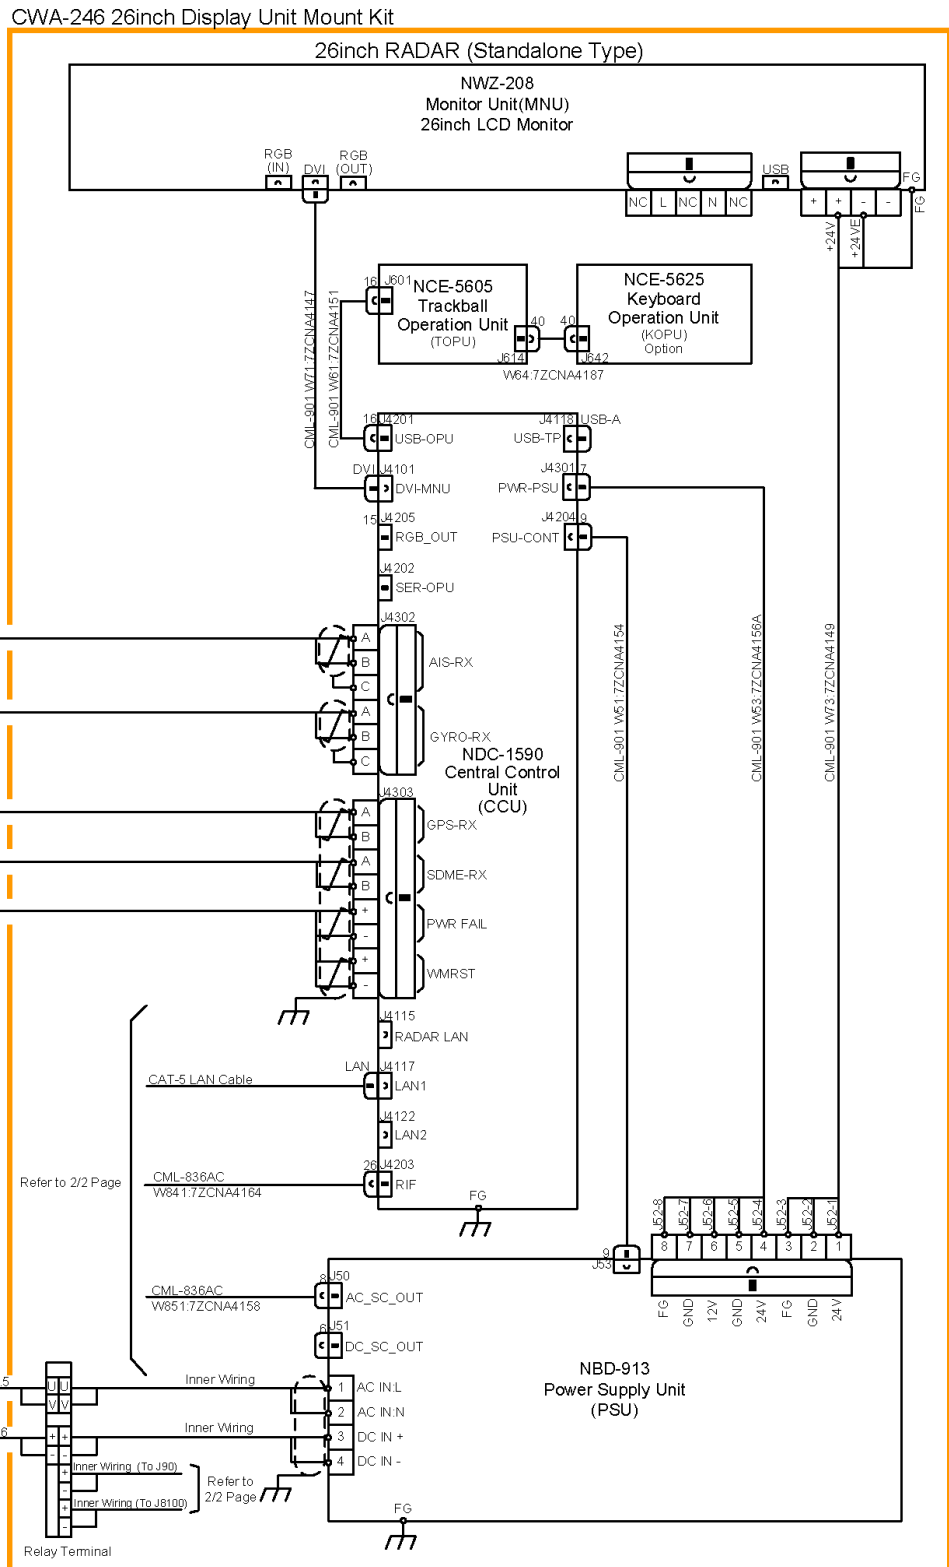 CWA-246 26inch Display Unit Mount Kit
26inch RADAR (Standalone Type)
NWZ-208
Monitor Unit(MNU)
26inch LCD Monitor
RGB
(IN)
DVI
RGB
(OUT)
USB
FG
NC L NC N NC
+ + - -
FG
+24V
+24VE
16 J601
NCE-5605
Trackball
Operation Unit
(TOPU)
40
J614
NCE-5625
Keyboard
Operation Unit
(KOPU)
Option
40
J642
W64:7ZCNA4187
CML-901 W71:7ZCNA4147
CML-901 W61:7ZCNA4151
16 J4201
USB-OPU
J4118 USB-A
USB-TP
DVI J4101
DVI-MNU
J4301 7
PWR-PSU
15 J4205
RGB_OUT
J4204 9
PSU-CONT
J4202
SER-OPU
J4302
A
B
C
AIS-RX
A
B
C
GYRO-RX
NDC-1590
Central Control
Unit
(CCU)
CML-901 W51:7ZCNA4154
CML-901 W53:7ZCNA4156A
CML-901 W73:7ZCNA4149
J4303
A
B
GPS-RX
A
B
SDME-RX
+
-
PWR FAIL
+
-
WMRST
J4115
RADAR LAN
CAT-5 LAN Cable
LAN J4117
LAN1
J4122
LAN2
Refer to 2/2 Page
CML-836AC
W841:7ZCNA4164
26 J4203
RIF
FG
J52-8 J52-7 J52-6 J52-5 J52-4 J52-3 J52-2 J52-1
9
J53
8 7 6 5 4 3 2 1
FG GND 12V GND 24V FG GND 24V
CML-836AC
W851:7ZCNA4158
8 J50
AC_SC_OUT
6 J51
DC_SC_OUT
NBD-913
Power Supply Unit
(PSU)
5
U U
V V
Inner Wiring
1 AC IN:L
2 AC IN:N
6
+ +
- -
Inner Wiring
3 DC IN +
4 DC IN -
+
-
Inner Wiring (To J90)
+
-
Inner Wiring (To J8100)
Refer to
2/2 Page
FG
Relay Terminal